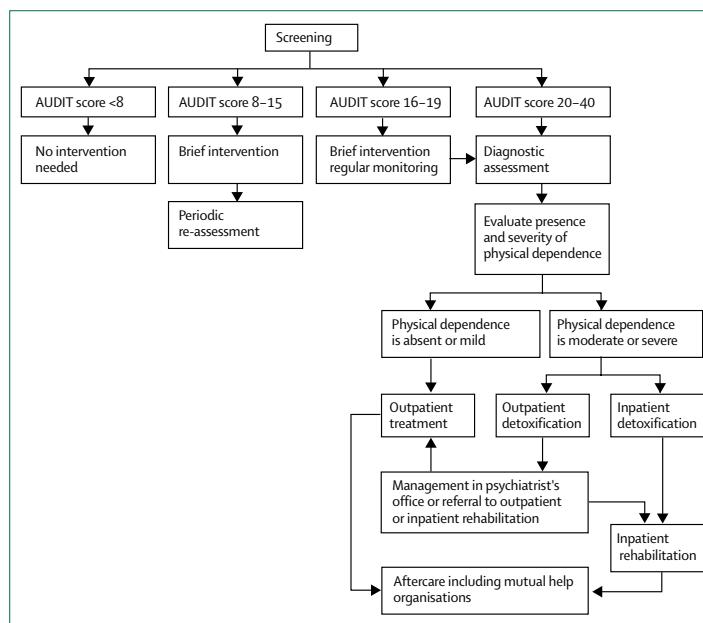 Screening
AUDIT score <8
AUDIT score 8–15
AUDIT score 16–19
AUDIT score 20–40
No intervention
needed
Brief intervention
Brief intervention
regular monitoring
Diagnostic
assessment
Periodic
re-assessment
Evaluate presence
and severity of
physical dependence
Physical dependence
is absent or mild
Physical dependence
is moderate or severe
Outpatient
treatment
Outpatient
detoxification
Inpatient
detoxification
Management in psychiatrist's
office or referral to outpatient
or inpatient rehabilitation
Inpatient
rehabilitation
Aftercare including mutual help
organisations